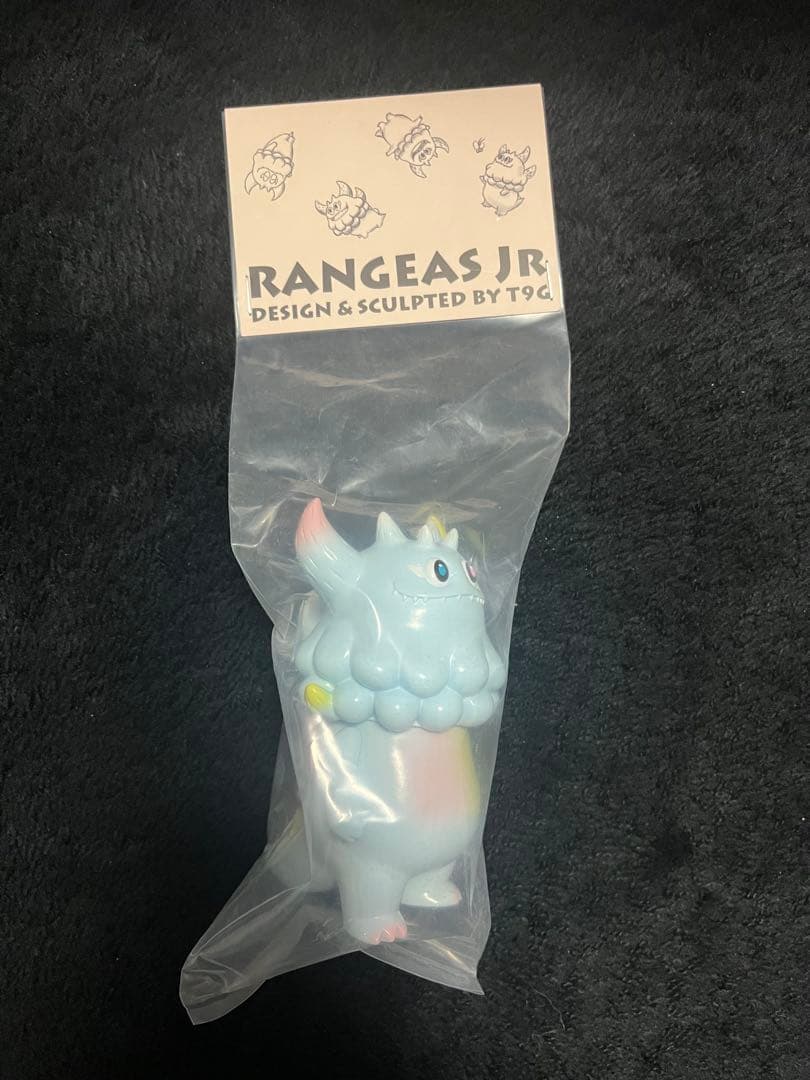 RANGEAS JR
DESIGN & SCULPTED BY T9G